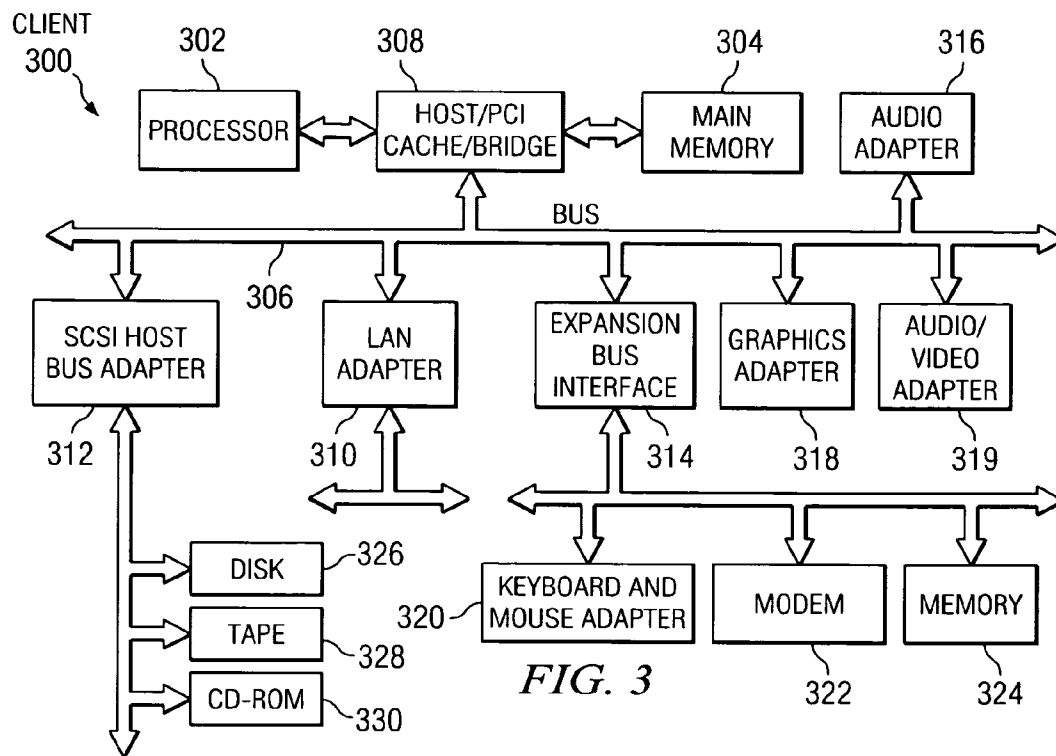 CLIENT
300
302
308
304
316
PROCESSOR
HOST/PCI
CACHE/BRIDGE
MAIN
MEMORY
AUDIO
ADAPTER
BUS
306
SCSI HOST
BUS ADAPTER
LAN
ADAPTER
EXPANSION
BUS
INTERFACE
GRAPHICS
ADAPTER
AUDIO/
VIDEO
ADAPTER
312
310
314
318
319
DISK
326
TAPE
328
CD-ROM
330
320
KEYBOARD AND
MOUSE ADAPTER
MODEM
MEMORY
322
324
FIG. 3